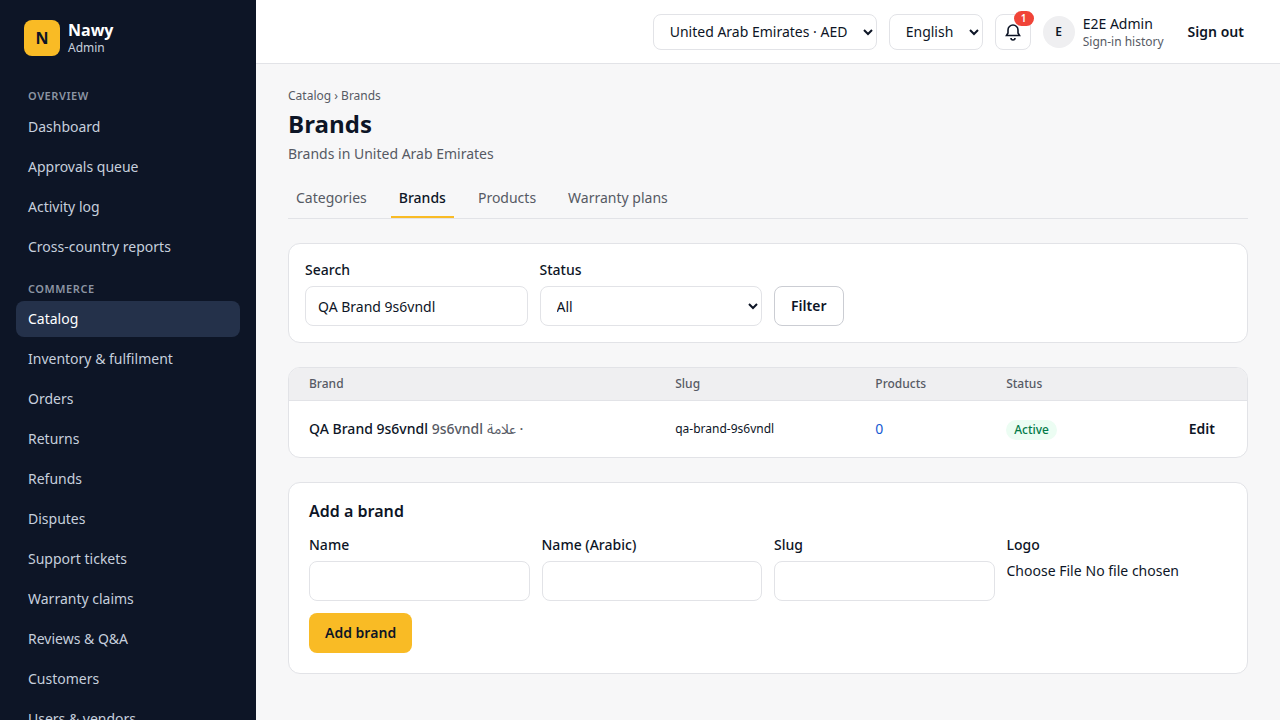 N
Nawy
Admin
OVERVIEW
Dashboard
Approvals queue
Activity log
Cross-country reports
COMMERCE
Catalog
Inventory & fulfilment
Orders
Returns
Refunds
Disputes
Support tickets
Warranty claims
Reviews & Q&A
Customers
Users & vendors
United Arab Emirates · AED
English
1
E
E2E Admin
Sign-in history
Sign out
Catalog › Brands
Brands
Brands in United Arab Emirates
Categories
Brands
Products
Warranty plans
Search
Status
QA Brand 9s6vndl
All
Filter
Brand
Slug
Products
Status
QA Brand 9s6vndl · علامة 9s6vndl
qa-brand-9s6vndl
0
Active
Edit
Add a brand
Name
Name (Arabic)
Slug
Logo
Choose File No file chosen
Add brand